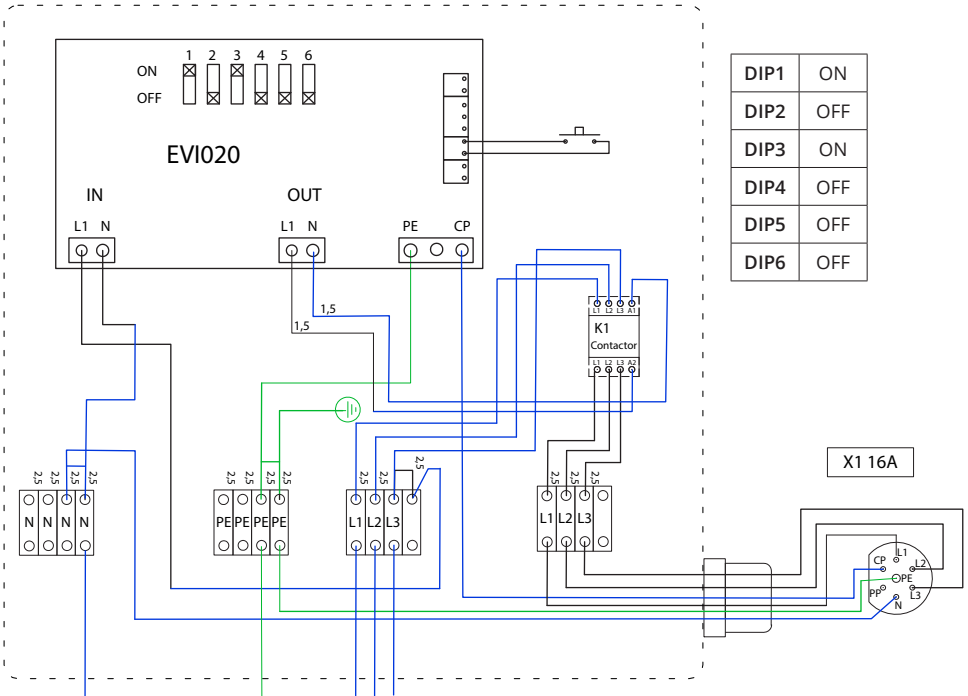 1 2 3 4 5 6
ON
OFF
EVI020
IN
OUT
L1 N
L1 N
PE
CP
DIP1 ON
DIP2 OFF
DIP3 ON
DIP4 OFF
DIP5 OFF
DIP6 OFF
1,5
1,5
L1 L2 L3 A1
K1
Contactor
L1 L2 L3 A2
2,5 2,5 2,5 2,5
N N N N
2,5 2,5 2,5
PE PE PE PE
2,5 2,5 2,5
L1 L2 L3
2,5 2,5 2,5
L1 L2 L3
X1 16A
L1
CP
L2
PE
PP
L3
N